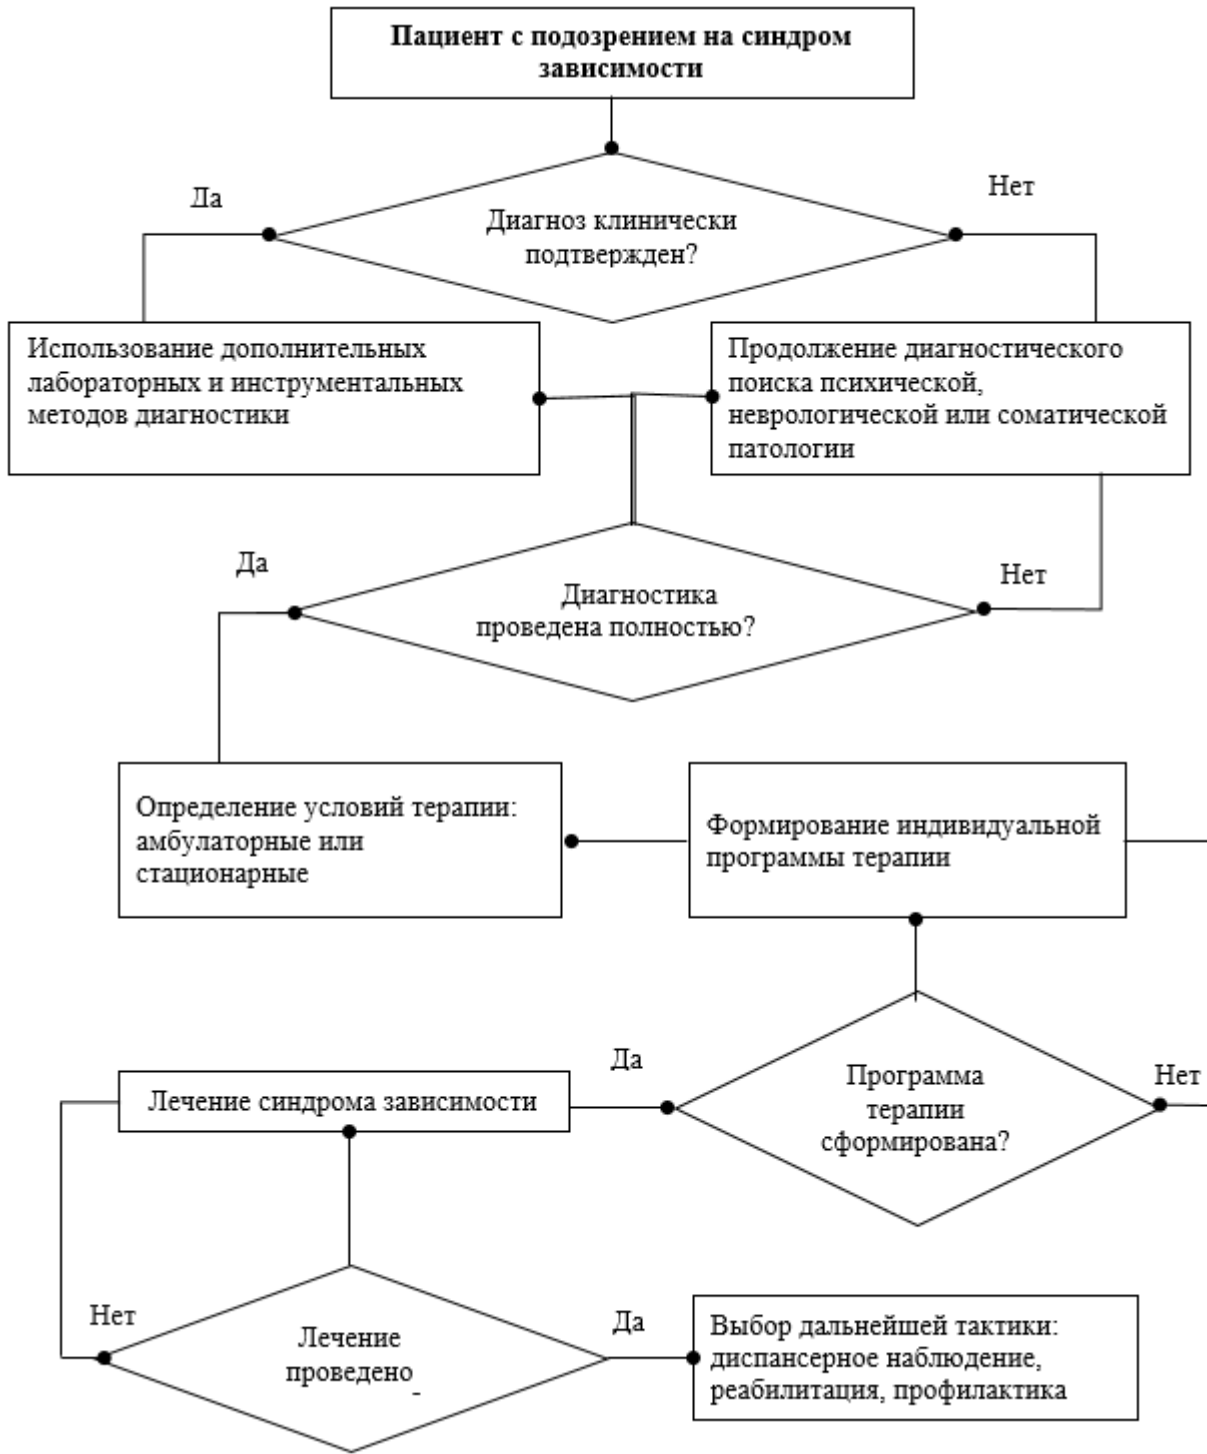 Пациент с подозрением на синдром
зависимости
Да
Нет
Диагноз клинически
подтвержден?
Использование дополнительных
лабораторных и инструментальных
методов диагностики
Продолжение диагностического
поиска психической,
неврологической или соматической
патологии
Да
Нет
Диагностика
проведена полностью?
Определение условий терапии:
амбулаторные или
стационарные
Формирование индивидуальной
программы терапии
Да
Нет
Программа
терапии
сформирована?
Лечение синдрома зависимости
Нет
Да
Лечение
проведено
Выбор дальнейшей тактики:
диспансерное наблюдение,
реабилитация, профилактика